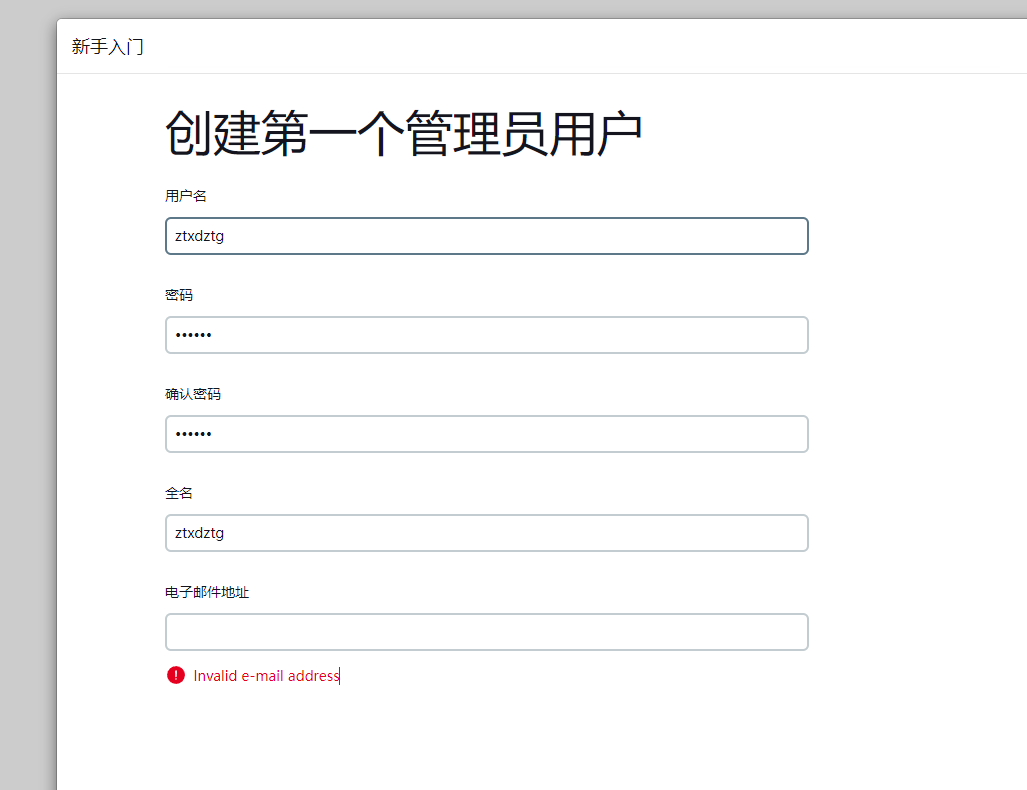 新手入门
创建第一个管理员用户
用户名
ztxdztg
密码
••••••
确认密码
••••••
全名
ztxdztg
电子邮件地址
Invalid e-mail address